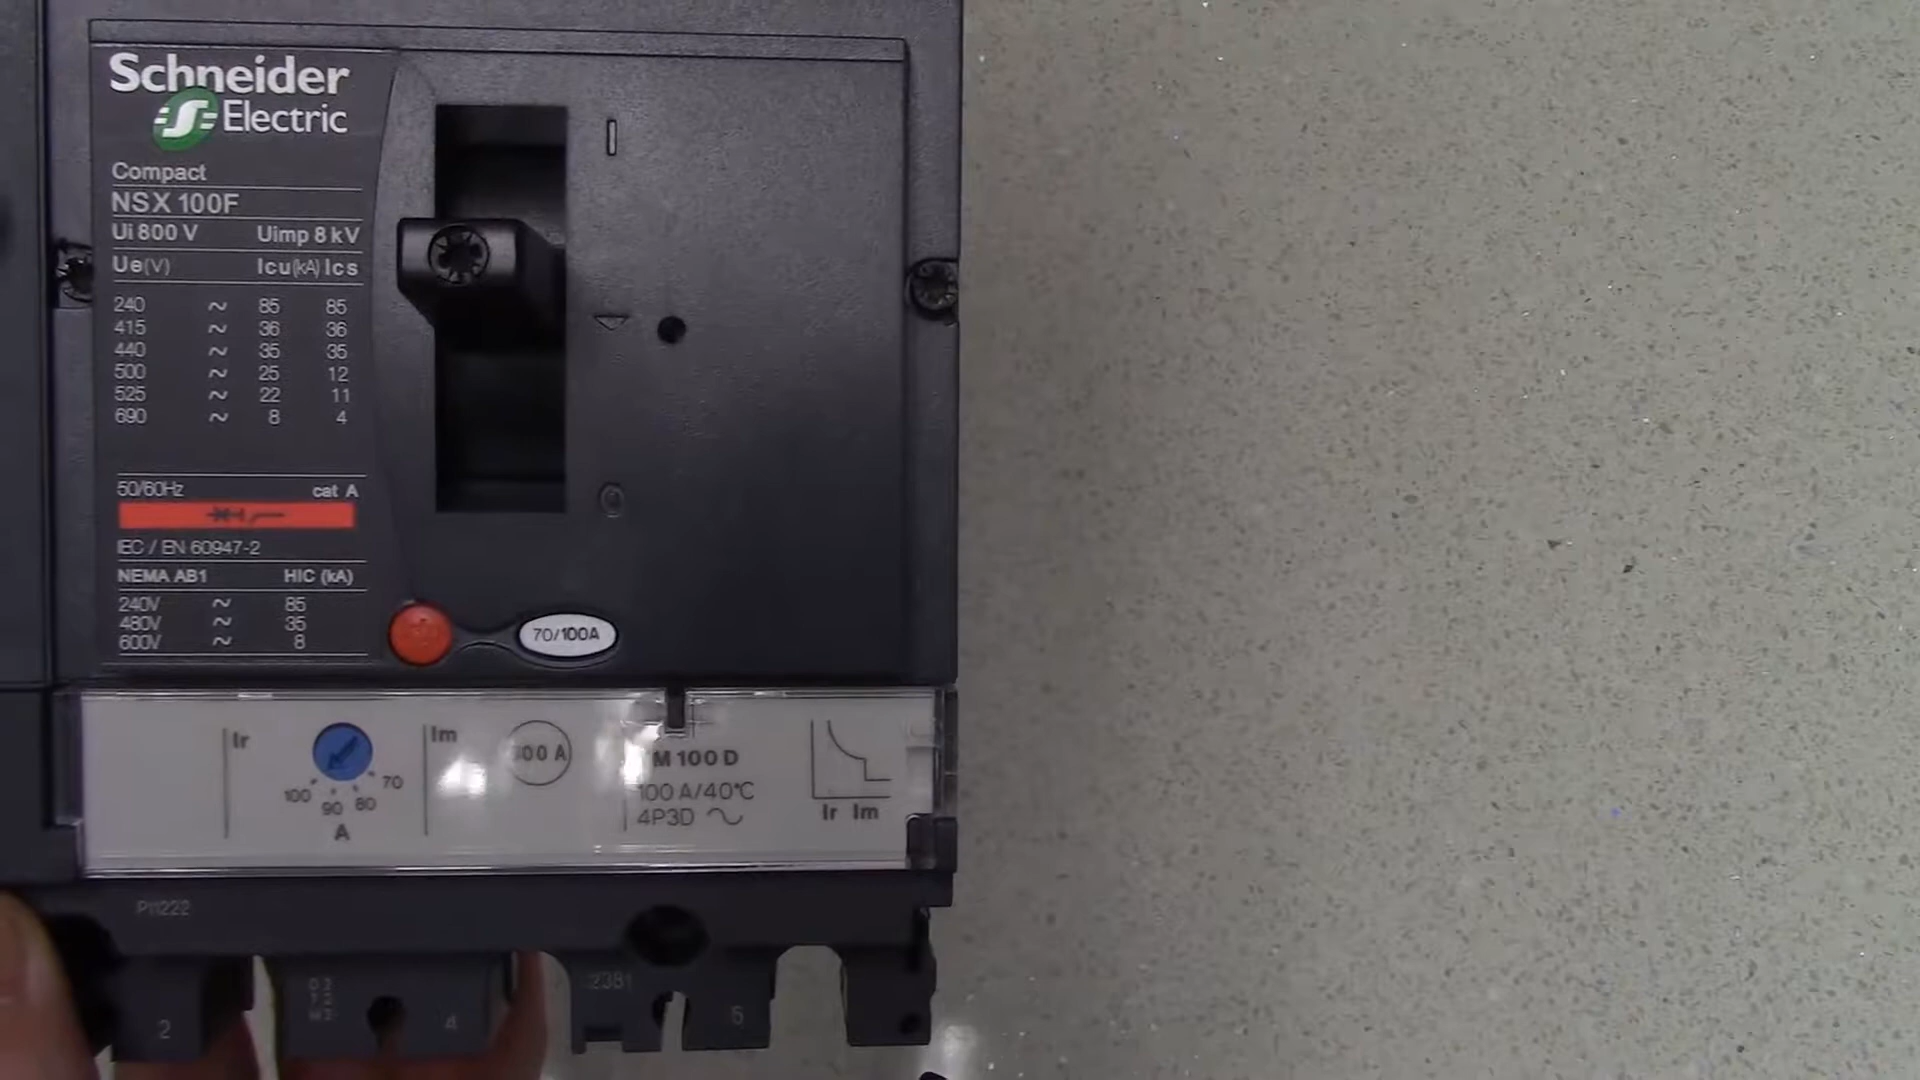 Schneider
Electric
Compact
NSX 100F
Ui 800 V Uimp 8 kV
Ue(V) Icu(kA) Ics
240 ~ 85 85
415 ~ 36 36
440 ~ 35 35
500 ~ 25 12
525 ~ 22 11
690 ~ 8 4
50/60Hz cat A
IEC / EN 60947-2
NEMA AB1 HIC (kA)
240V ~ 85
480V ~ 35
600V ~ 8
70/100A
Ir
100 90 80 70
A
Im
M 100 D
100 A/40°C
4P3D ~
Ir Im
P11222
2
4
2381